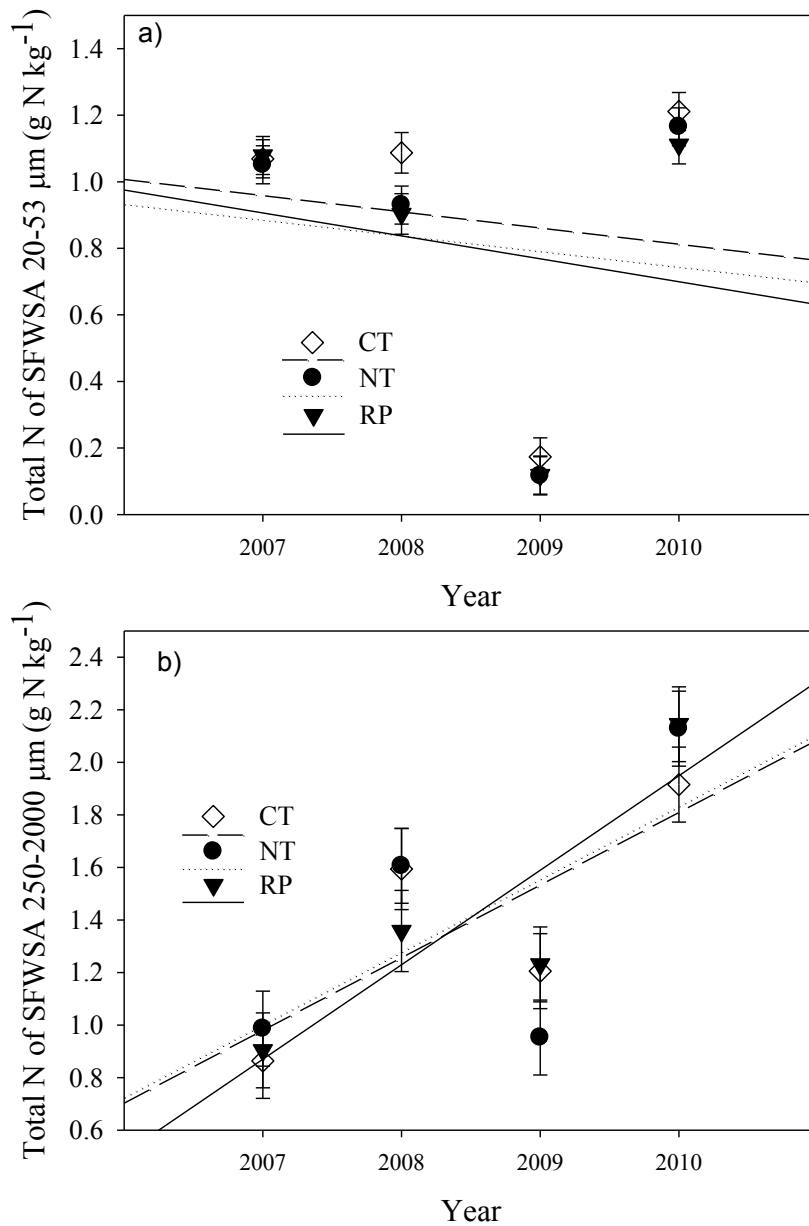 a)
Total N of SFWSA 20-53 µm (g N kg⁻¹)
1.4
1.2
1.0
0.8
0.6
0.4
0.2
0.0
CT
NT
RP
2007 2008 2009 2010
Year
b)
Total N of SFWSA 250-2000 µm (g N kg⁻¹)
2.4
2.2
2.0
1.8
1.6
1.4
1.2
1.0
0.8
0.6
CT
NT
RP
2007 2008 2009 2010
Year